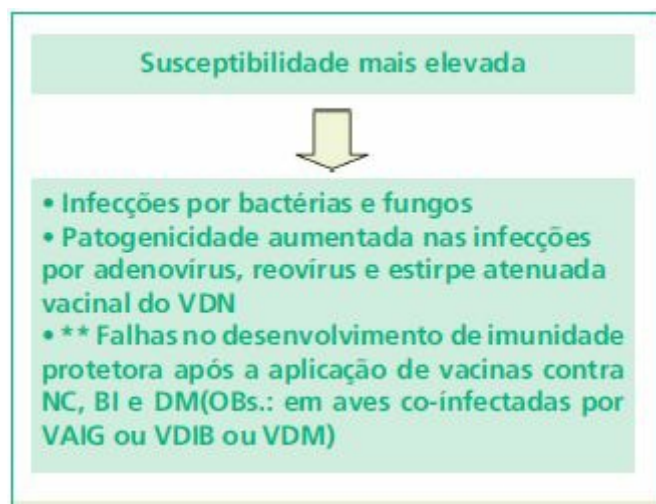 Susceptibilidade mais elevada
• Infecções por bactérias e fungos
• Patogenicidade aumentada nas infecções
por adenovírus, reovírus e estirpe atenuada
vacinal do VDN
• ** Falhas no desenvolvimento de imunidade
protetora após a aplicação de vacinas contra
NC, BI e DM(OBs.: em aves co-infectadas por
VAIG ou VDIB ou VDM)